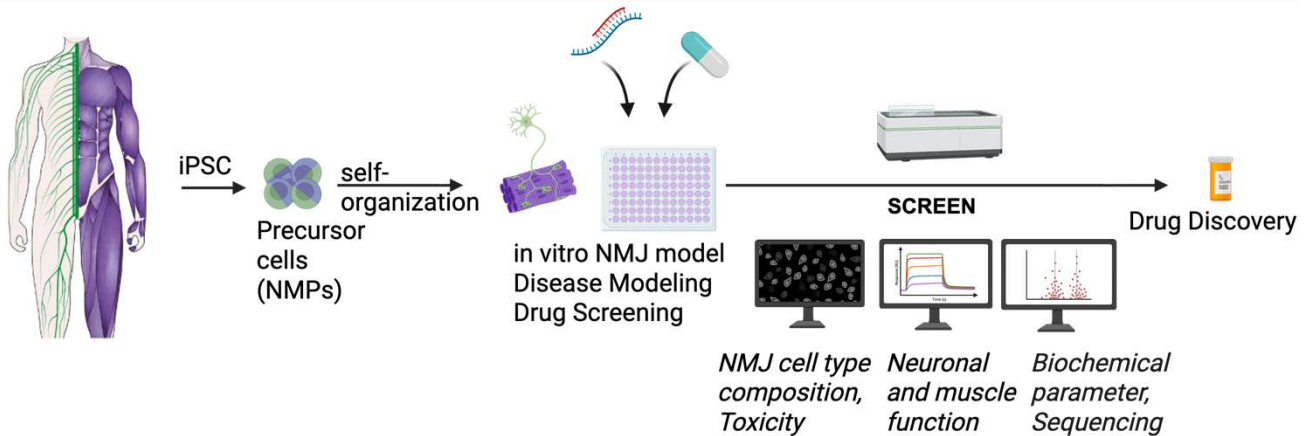 iPSC
Precursor
cells
(NMPs)
self-
organization
in vitro NMJ model
Disease Modeling
Drug Screening
SCREEN
NMJ cell type
composition,
Toxicity
Neuronal
and muscle
function
Biochemical
parameter,
Sequencing
Drug Discovery